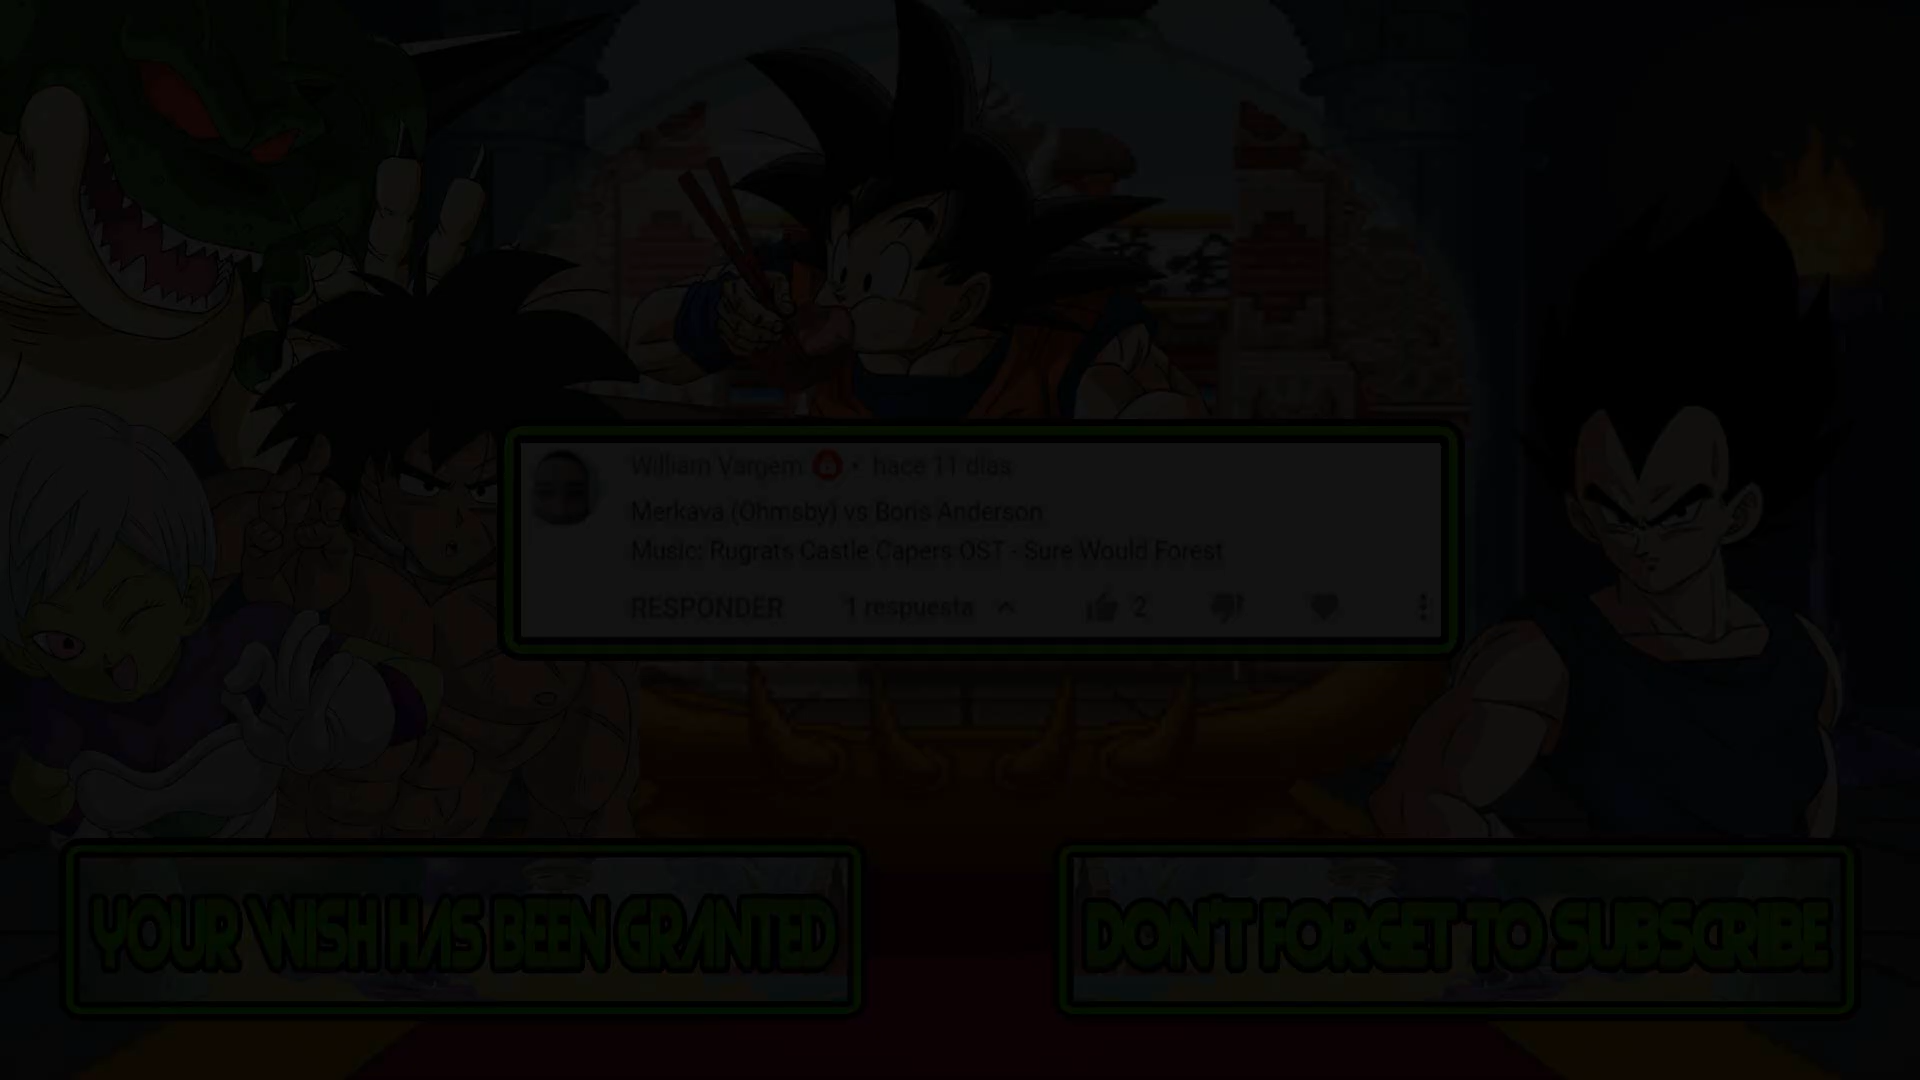 William Vargem • hace 11 días
Merkava (Ohmsby) vs Boris Anderson
Music: Rugrats Castle Capers OST - Sure Would Forest
RESPONDER 1 respuesta 2
YOUR WISH HAS BEEN GRANTED
DON'T FORGET TO SUBSCRIBE